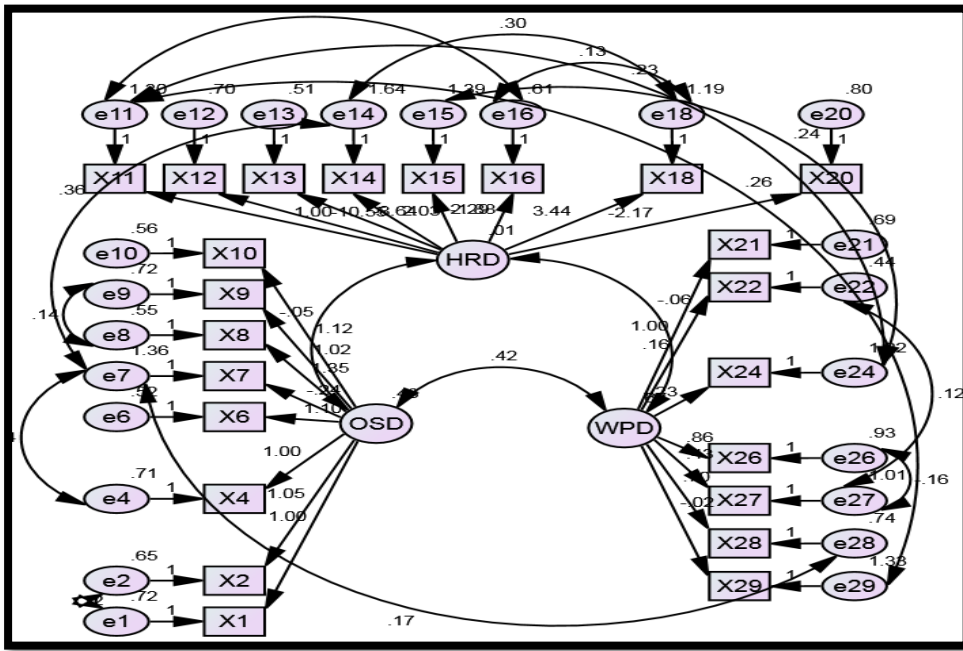 .30
.13
.23
.70 .51 1.64 1.39 .61 1.19 .80
e11 e12 e13 e14 e15 e16 e18 e20
.24
1 1 1 1 1 1 1 1
X11 X12 X13 X14 X15 X16 X18 X20
.36 .26
1.00 3.44 -2.17
.01
.69
HRD
.56
e10 1 X10
X21 1 e21
.44
.72
e9 1 X9
X22 1 e22
-.05 -.06
.14 .55
1.12 1.00
e8 1 X8
1.02 .16
1.36 .42
e7 1 X7
X24 1 e24
1.10 .12
e6 1 X6
OSD WPD
.86 .93
1.00 X26 1 e26
.71 1.01 -.16
e4 1 X4 1.05
X27 1 e27
-.02 .74
1.00
X28 1 e28
.65 1.33
e2 1 X2
X29 1 e29
.72
e1 1 X1
.17